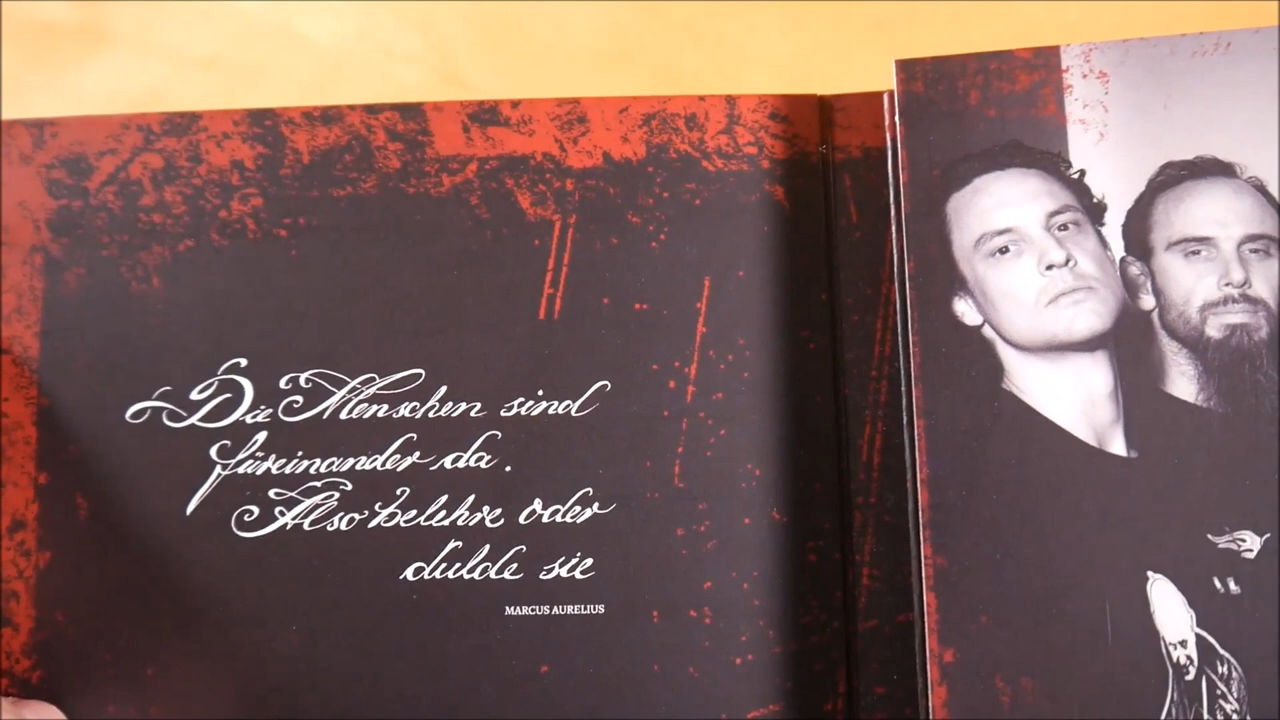 Die Menschen sind
füreinander da.
Also belehre oder
dulde sie
MARCUS AURELIUS